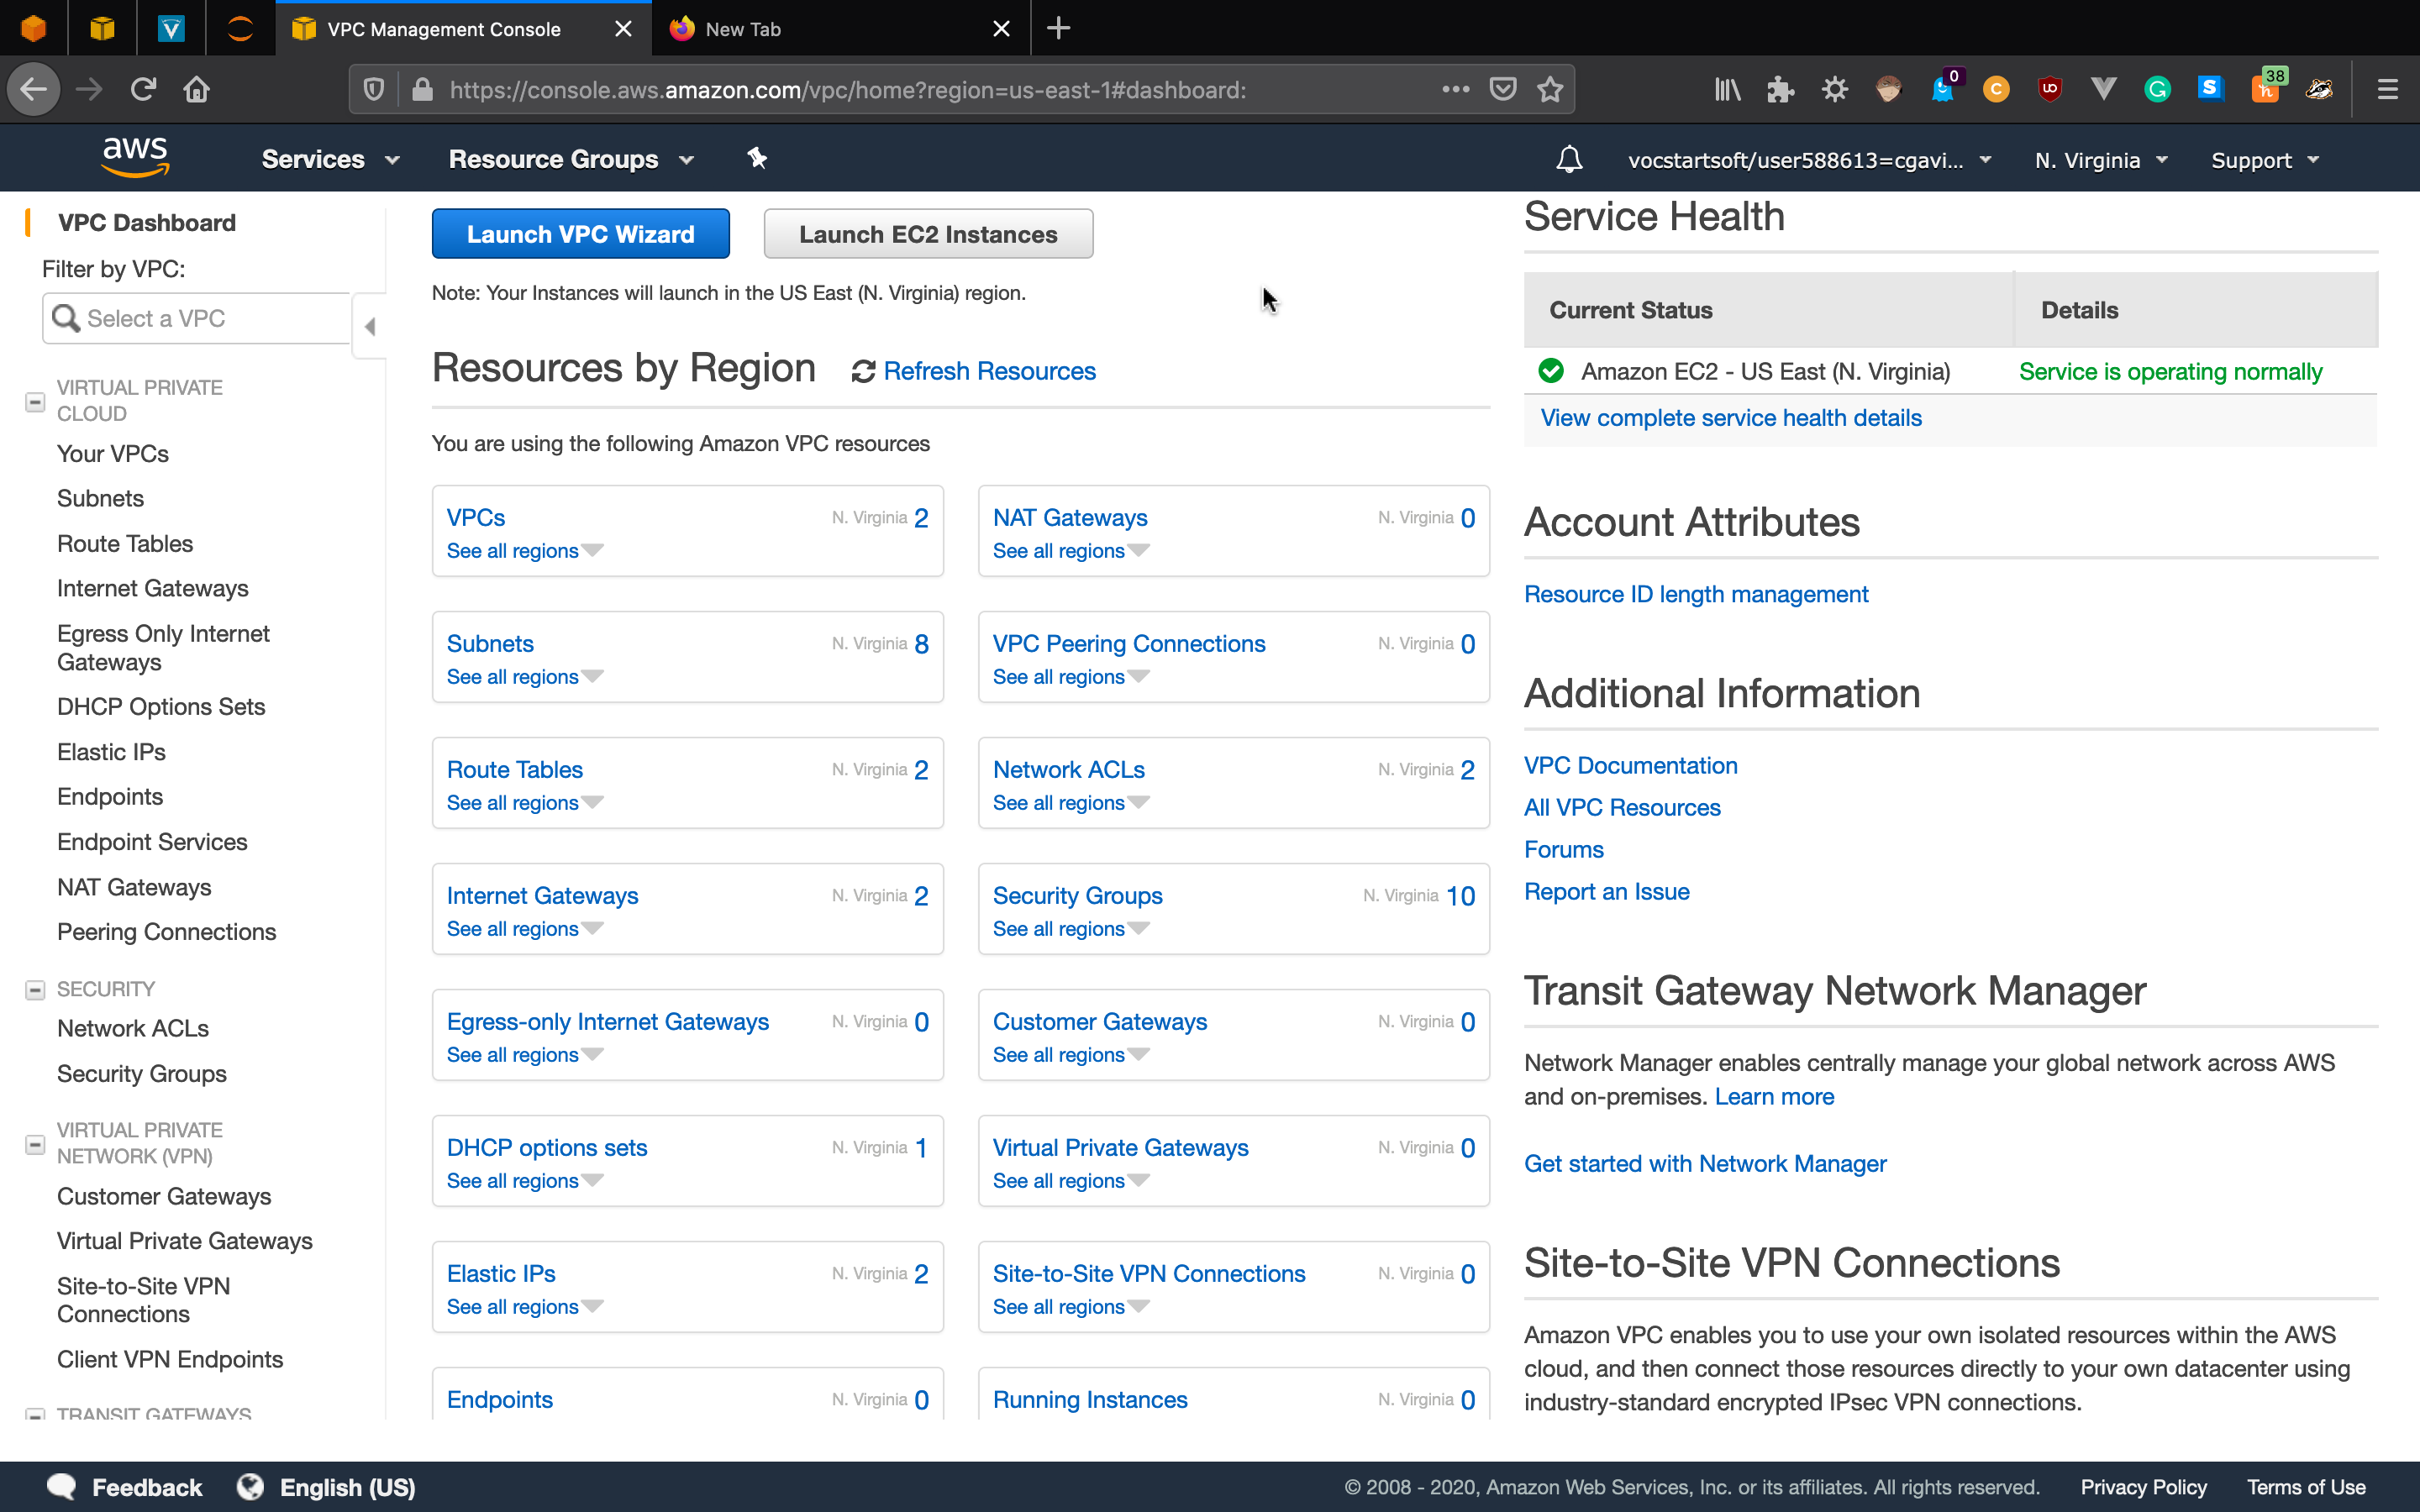 VPC Management Console
New Tab
https://console.aws.amazon.com/vpc/home?region=us-east-1#dashboard:
0
38
aws
Services
Resource Groups
vocstartsoft/user588613=cgavi...
N. Virginia
Support
VPC Dashboard
Filter by VPC:
Select a VPC
VIRTUAL PRIVATE
CLOUD
Your VPCs
Subnets
Route Tables
Internet Gateways
Egress Only Internet
Gateways
DHCP Options Sets
Elastic IPs
Endpoints
Endpoint Services
NAT Gateways
Peering Connections
SECURITY
Network ACLs
Security Groups
VIRTUAL PRIVATE
NETWORK (VPN)
Customer Gateways
Virtual Private Gateways
Site-to-Site VPN
Connections
Client VPN Endpoints
TRANSIT GATEWAYS
Launch VPC Wizard
Launch EC2 Instances
Note: Your Instances will launch in the US East (N. Virginia) region.
Resources by Region
Refresh Resources
You are using the following Amazon VPC resources
VPCs N. Virginia 2
See all regions
NAT Gateways N. Virginia 0
See all regions
Subnets N. Virginia 8
See all regions
VPC Peering Connections N. Virginia 0
See all regions
Route Tables N. Virginia 2
See all regions
Network ACLs N. Virginia 2
See all regions
Internet Gateways N. Virginia 2
See all regions
Security Groups N. Virginia 10
See all regions
Egress-only Internet Gateways N. Virginia 0
See all regions
Customer Gateways N. Virginia 0
See all regions
DHCP options sets N. Virginia 1
See all regions
Virtual Private Gateways N. Virginia 0
See all regions
Elastic IPs N. Virginia 2
See all regions
Site-to-Site VPN Connections N. Virginia 0
See all regions
Endpoints N. Virginia 0
Running Instances N. Virginia 0
Service Health
Current Status Details
Amazon EC2 - US East (N. Virginia) Service is operating normally
View complete service health details
Account Attributes
Resource ID length management
Additional Information
VPC Documentation
All VPC Resources
Forums
Report an Issue
Transit Gateway Network Manager
Network Manager enables centrally manage your global network across AWS
and on-premises. Learn more
Get started with Network Manager
Site-to-Site VPN Connections
Amazon VPC enables you to use your own isolated resources within the AWS
cloud, and then connect those resources directly to your own datacenter using
industry-standard encrypted IPsec VPN connections.
Feedback
English (US)
© 2008 - 2020, Amazon Web Services, Inc. or its affiliates. All rights reserved.
Privacy Policy
Terms of Use